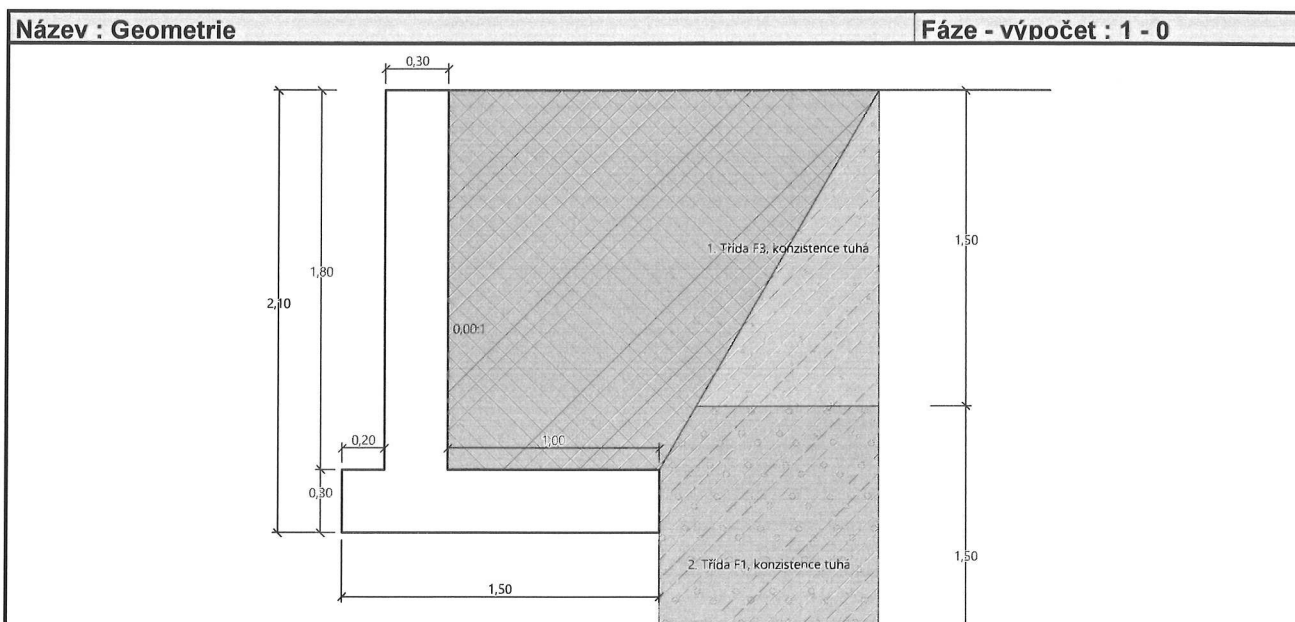 Název : Geometrie
Fáze - výpočet : 1 - 0
0,30
1. Třída F3, konzistence tuhá
1,50
1,80
2,10
0,00:1
0,20
1,00
0,30
1,50
2. Třída F1, konzistence tuhá
1,50